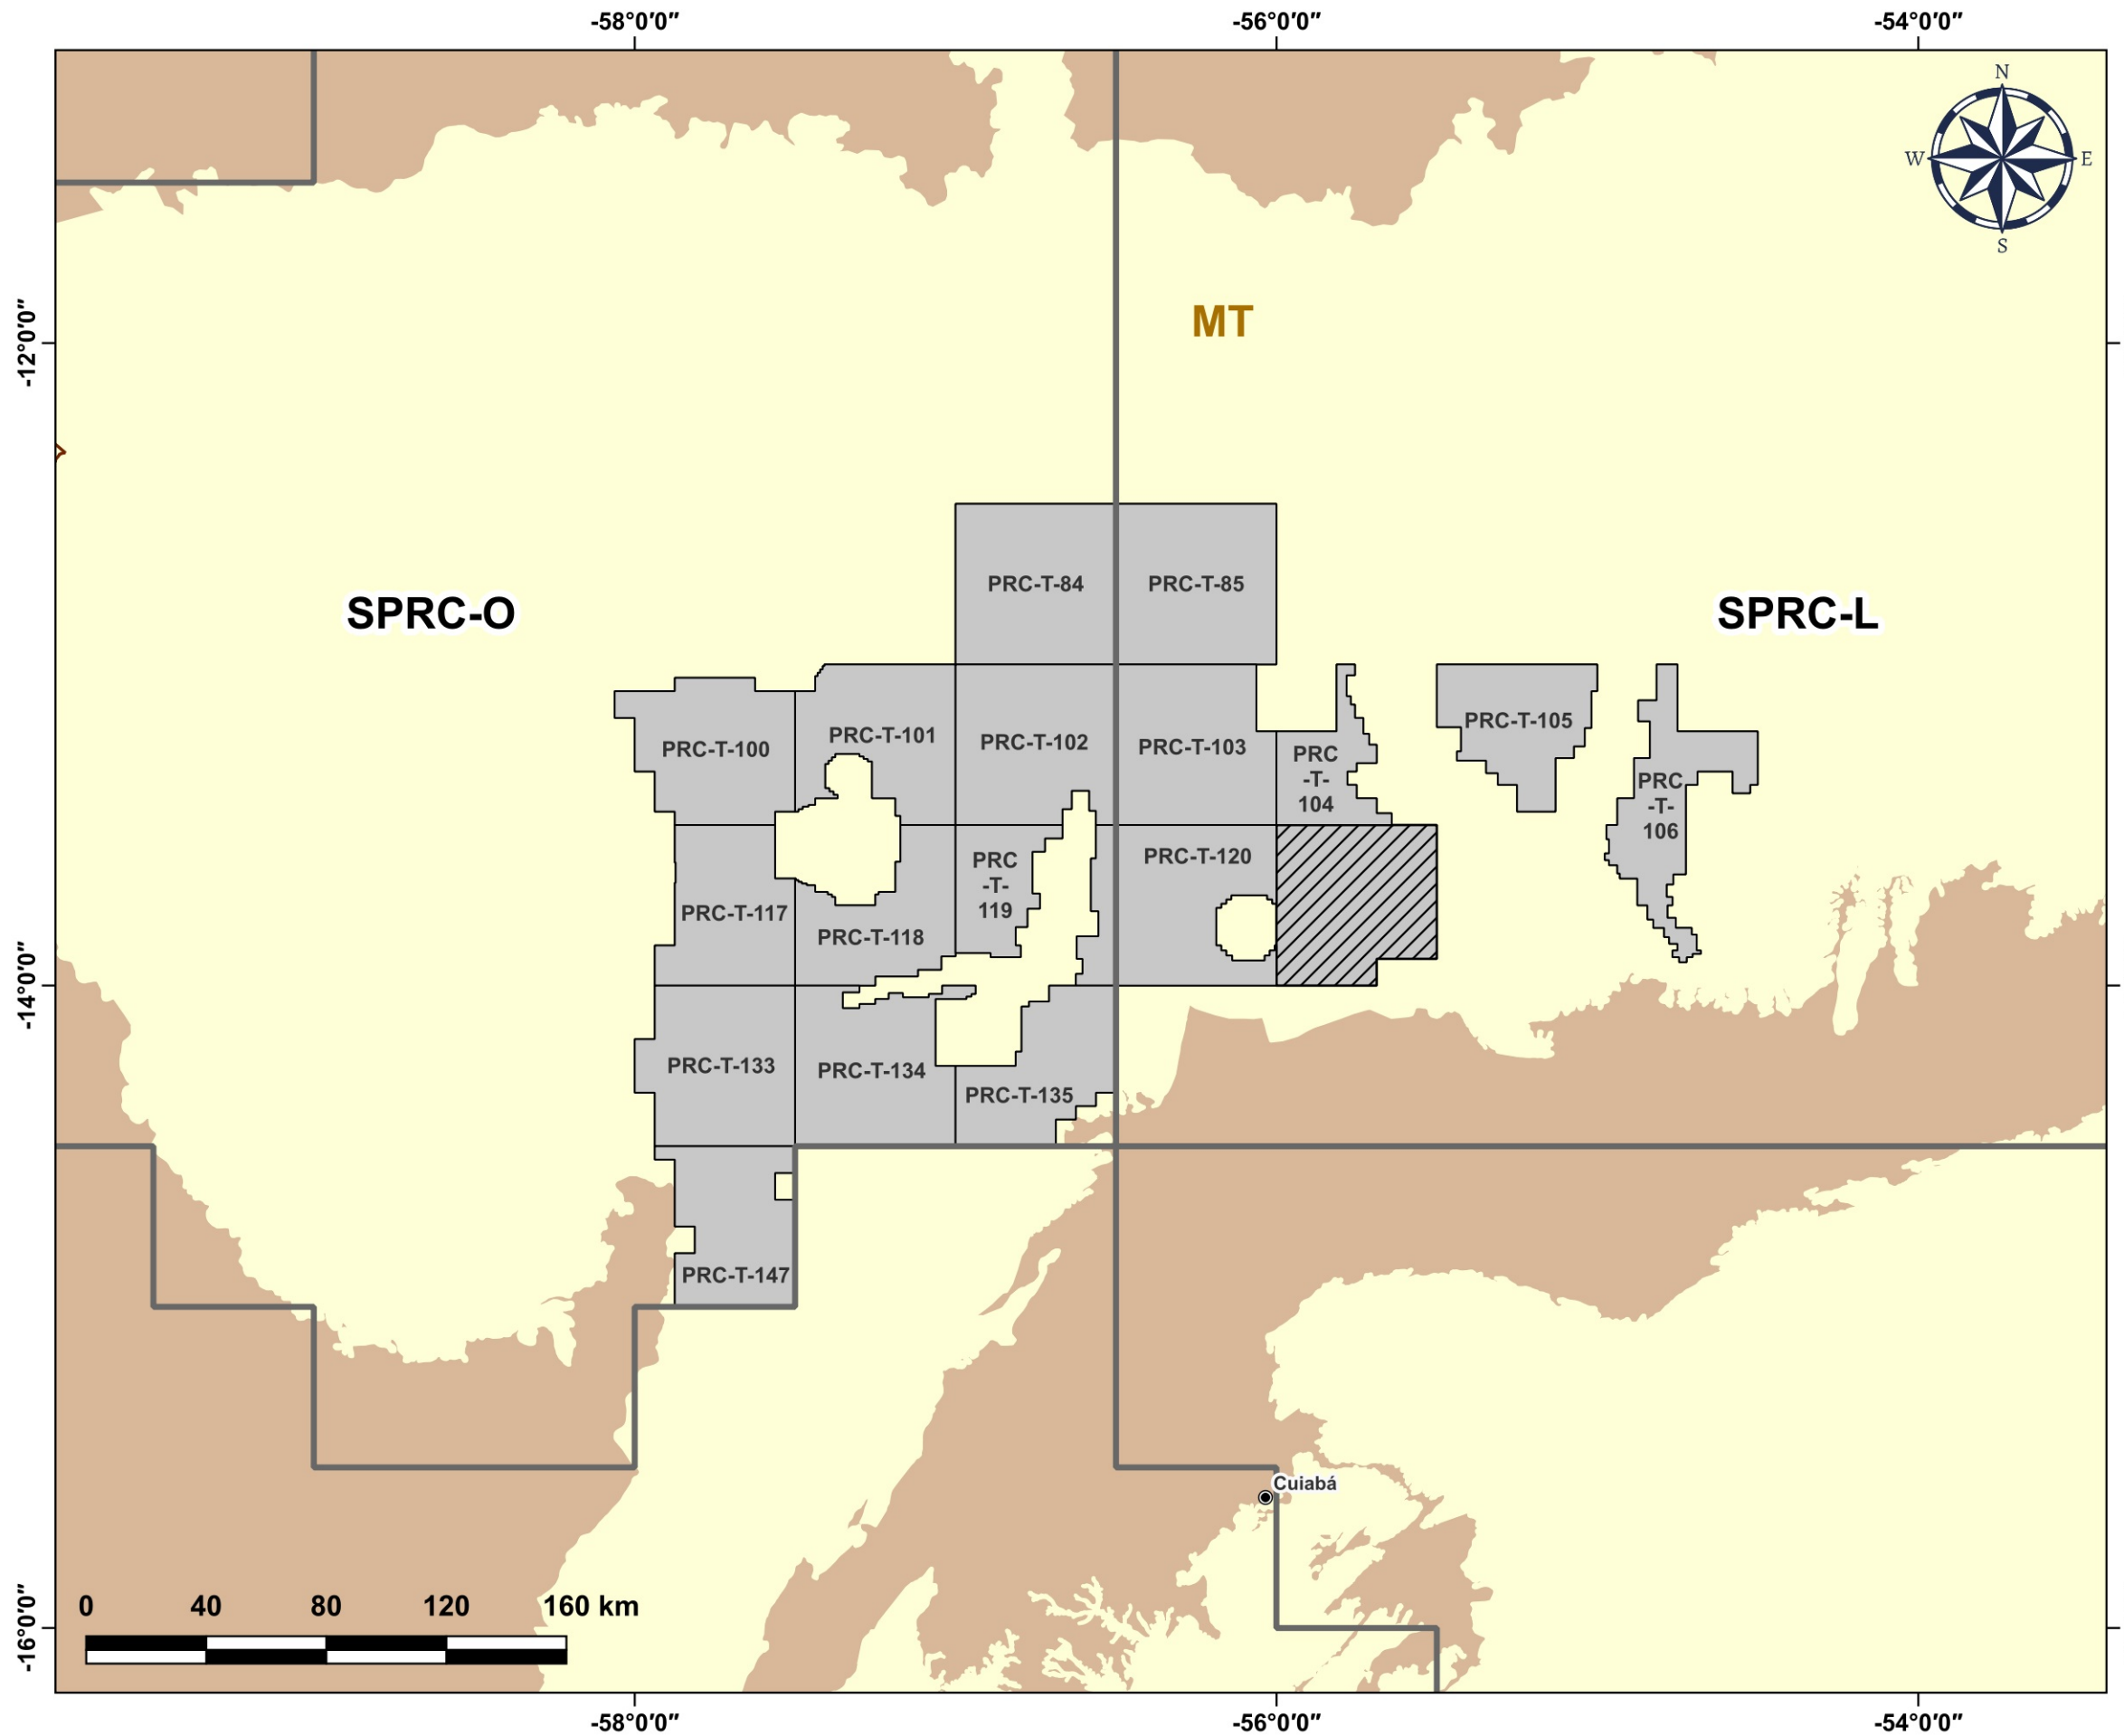 -58°0′0″
-56°0′0″
-54°0′0″
N
W
E
S
-12°0′0″
MT
SPRC-O
SPRC-L
PRC-T-84
PRC-T-85
PRC-T-100
PRC-T-101
PRC-T-102
PRC-T-103
PRC
-T-
104
PRC-T-105
PRC
-T-
106
PRC-T-117
PRC-T-118
PRC
-T-
119
PRC-T-120
-14°0′0″
PRC-T-133
PRC-T-134
PRC-T-135
PRC-T-147
Cuiabá
-16°0′0″
0 40 80 120 160 km
-58°0′0″
-56°0′0″
-54°0′0″